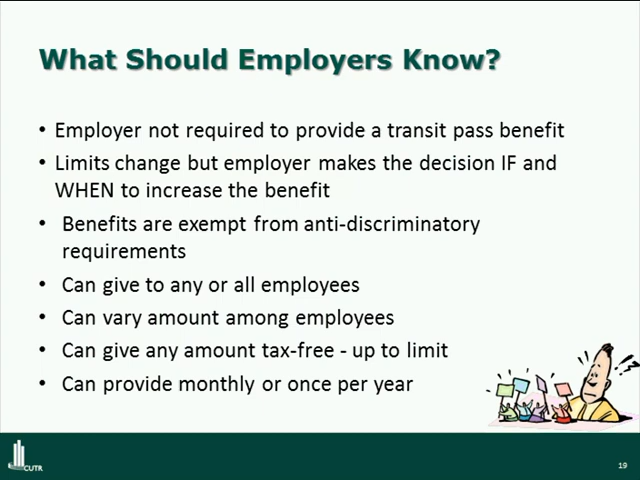 What Should Employers Know?
• Employer not required to provide a transit pass benefit
• Limits change but employer makes the decision IF and
WHEN to increase the benefit
• Benefits are exempt from anti-discriminatory
requirements
• Can give to any or all employees
• Can vary amount among employees
• Can give any amount tax-free - up to limit
• Can provide monthly or once per year
!??
CUTR
19